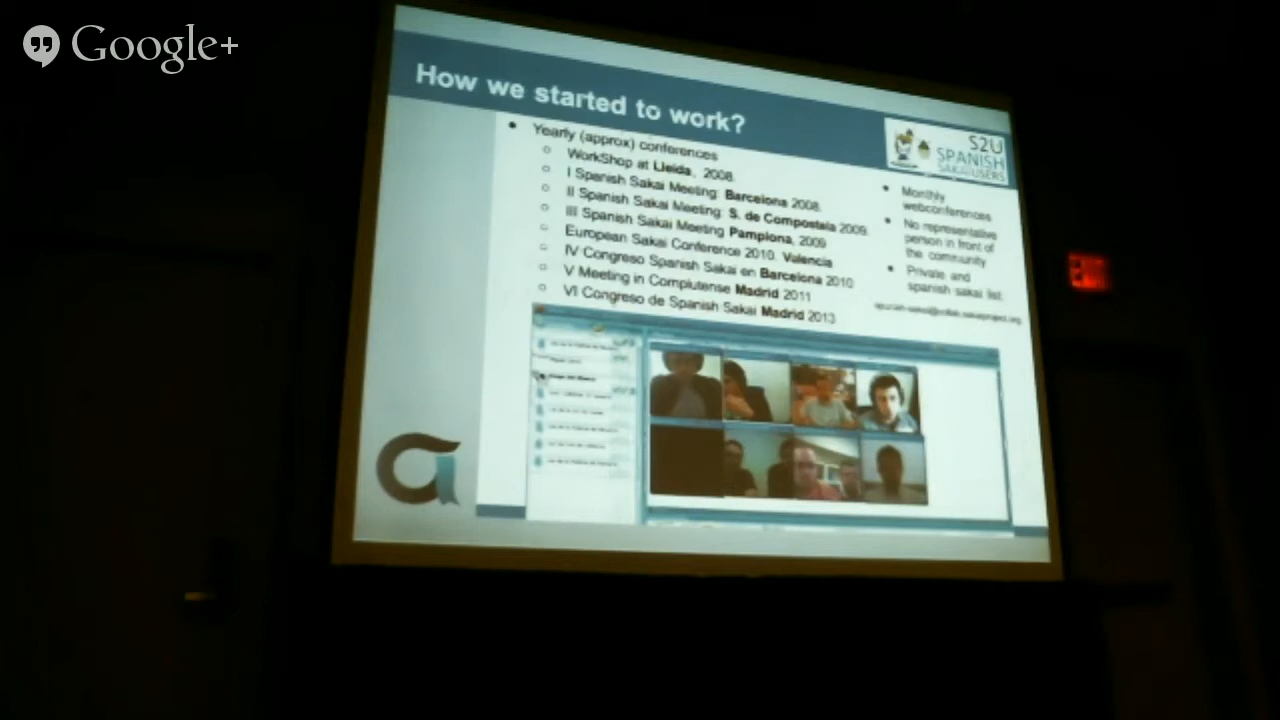 Google+
How we started to work?
S2U
SPANISH
SAKAIUSERS
• Yearly (approx) conferences
○ WorkShop at Lleida, 2008.
○ I Spanish Sakai Meeting: Barcelona 2008.
○ II Spanish Sakai Meeting: S. de Compostela 2009.
○ III Spanish Sakai Meeting Pamplona, 2009
○ European Sakai Conference 2010. Valencia
○ IV Congreso Spanish Sakai en Barcelona 2010
○ V Meeting in Complutense Madrid 2011
○ VI Congreso de Spanish Sakai Madrid 2013
• Monthly
webconferences
• No representative
person in front of
the community
• Private and
spanish sakai list: